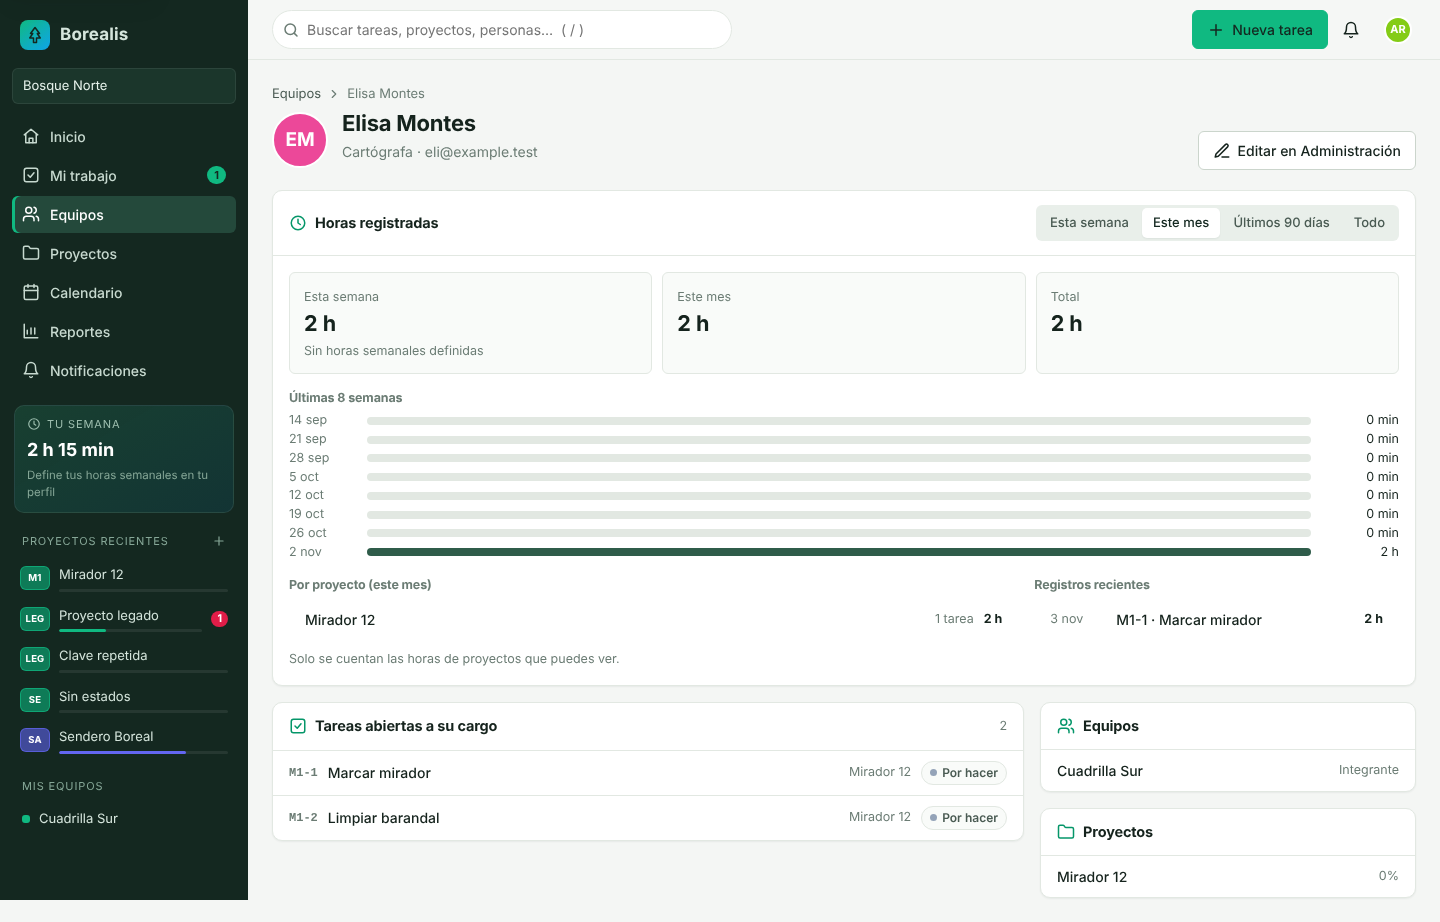 Borealis
Bosque Norte
Inicio
Mi trabajo 1
Equipos
Proyectos
Calendario
Reportes
Notificaciones
TU SEMANA
2 h 15 min
Define tus horas semanales en tu
perfil
PROYECTOS RECIENTES
M1 Mirador 12
LEG Proyecto legado 1
LEG Clave repetida
SE Sin estados
SA Sendero Boreal
MIS EQUIPOS
Cuadrilla Sur
Buscar tareas, proyectos, personas... ( / )
Nueva tarea
AR
Equipos > Elisa Montes
EM
Elisa Montes
Cartógrafa · eli@example.test
Editar en Administración
Horas registradas
Esta semana Este mes Últimos 90 días Todo
Esta semana
2 h
Sin horas semanales definidas
Este mes
2 h
Total
2 h
Últimas 8 semanas
14 sep 0 min
21 sep 0 min
28 sep 0 min
5 oct 0 min
12 oct 0 min
19 oct 0 min
26 oct 0 min
2 nov 2 h
Por proyecto (este mes)
Mirador 12 1 tarea 2 h
Registros recientes
3 nov M1-1 · Marcar mirador 2 h
Solo se cuentan las horas de proyectos que puedes ver.
Tareas abiertas a su cargo 2
M1-1 Marcar mirador Mirador 12 Por hacer
M1-2 Limpiar barandal Mirador 12 Por hacer
Equipos
Cuadrilla Sur Integrante
Proyectos
Mirador 12 0%